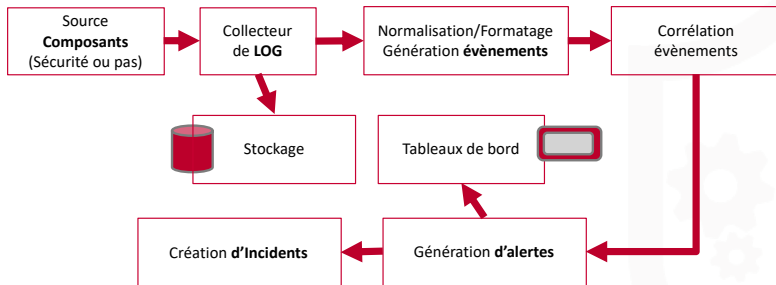 Source
Composants
(Sécurité ou pas)
Collecteur
de LOG
Normalisation/Formatage
Génération évènements
Corrélation
évènements
Stockage
Tableaux de bord
Création d'Incidents
Génération d'alertes